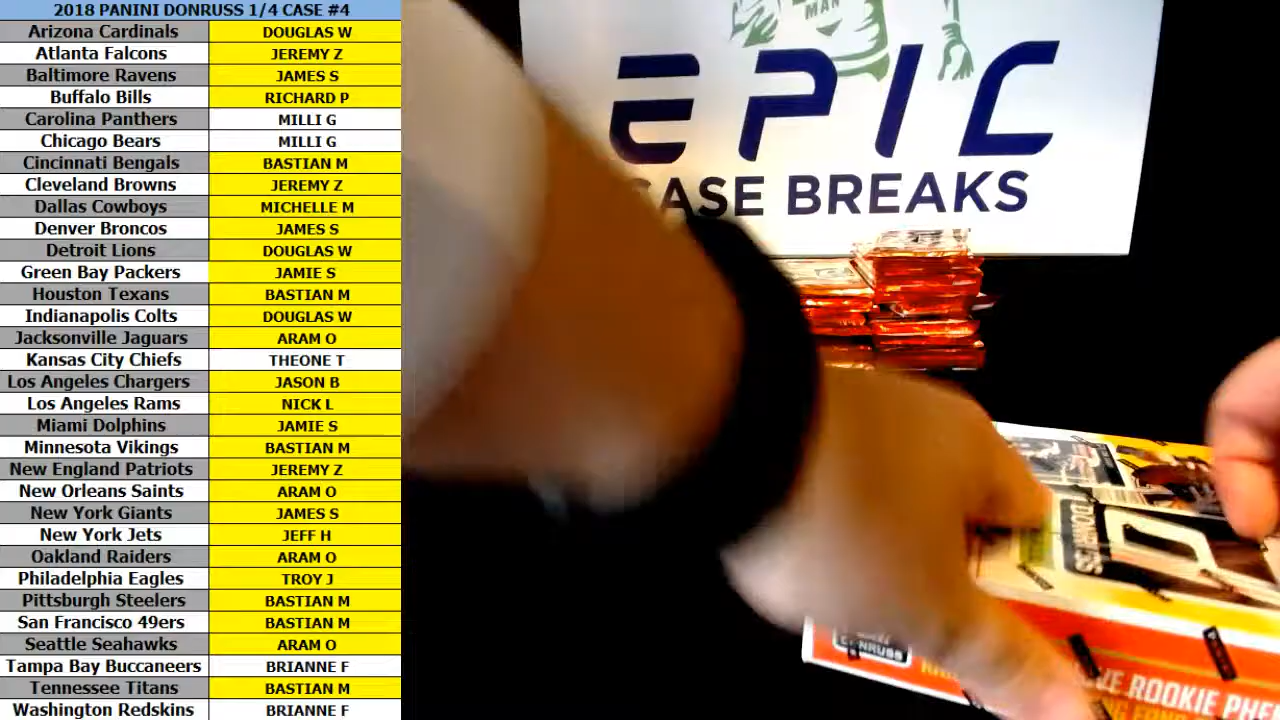 2018 PANINI DONRUSS 1/4 CASE #4
Arizona Cardinals DOUGLAS W
Atlanta Falcons JEREMY Z
Baltimore Ravens JAMES S
Buffalo Bills RICHARD P
Carolina Panthers MILLI G
Chicago Bears MILLI G
Cincinnati Bengals BASTIAN M
Cleveland Browns JEREMY Z
Dallas Cowboys MICHELLE M
Denver Broncos JAMES S
Detroit Lions DOUGLAS W
Green Bay Packers JAMIE S
Houston Texans BASTIAN M
Indianapolis Colts DOUGLAS W
Jacksonville Jaguars ARAM O
Kansas City Chiefs THEONE T
Los Angeles Chargers JASON B
Los Angeles Rams NICK L
Miami Dolphins JAMIE S
Minnesota Vikings BASTIAN M
New England Patriots JEREMY Z
New Orleans Saints ARAM O
New York Giants JAMES S
New York Jets JEFF H
Oakland Raiders ARAM O
Philadelphia Eagles TROY J
Pittsburgh Steelers BASTIAN M
San Francisco 49ers BASTIAN M
Seattle Seahawks ARAM O
Tampa Bay Buccaneers BRIANNE F
Tennessee Titans BASTIAN M
Washington Redskins BRIANNE F
MAN
EPIC
CASE BREAKS
DONRUSS
DONRUSS
ROOKIE